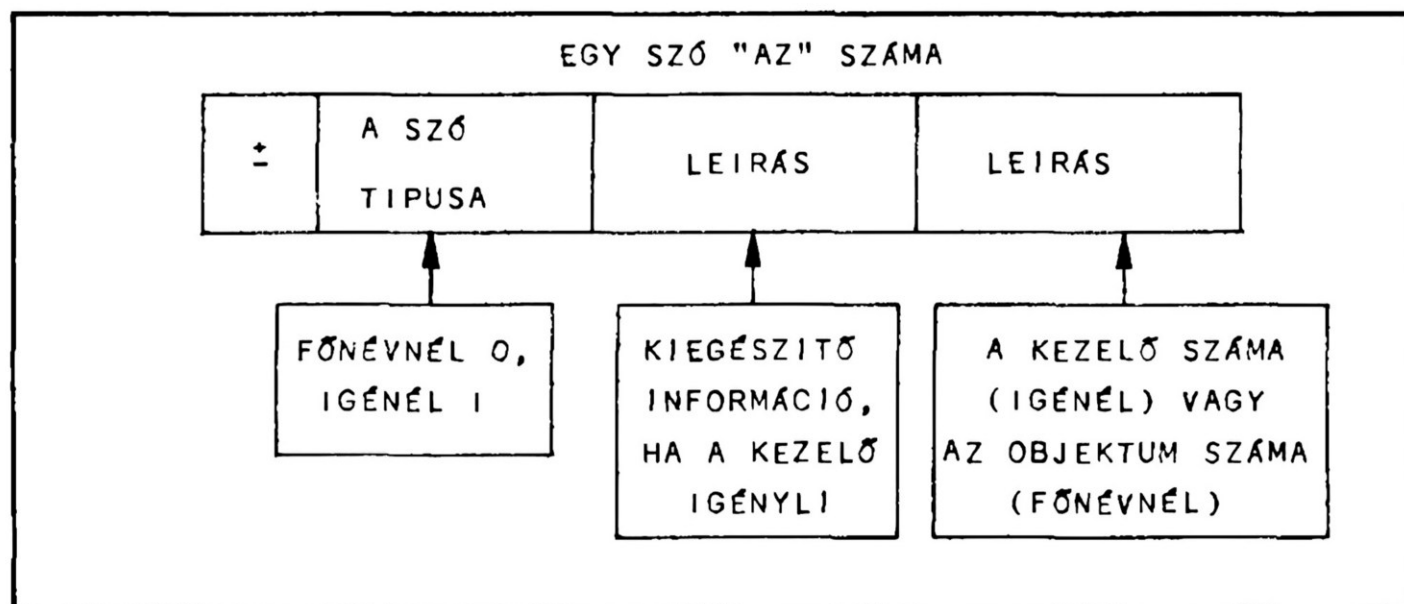 EGY SZÓ "AZ" SZÁMA
±
A SZÓ
TIPUSA
LEIRÁS
LEIRÁS
FŐNÉVNÉL 0,
IGÉNÉL 1
KIEGÉSZITŐ
INFORMÁCIÓ,
HA A KEZELŐ
IGÉNYLI
A KEZELŐ SZÁMA
(IGÉNÉL) VAGY
AZ OBJEKTUM SZÁMA
(FŐNÉVNÉL)